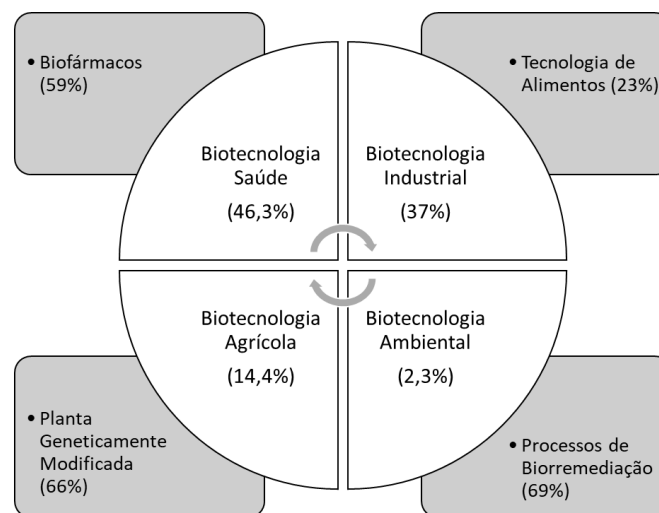 • Biofármacos
(59%)
• Tecnologia de
Alimentos (23%)
Biotecnologia
Saúde
(46,3%)
Biotecnologia
Industrial
(37%)
Biotecnologia
Agrícola
(14,4%)
Biotecnologia
Ambiental
(2,3%)
• Planta
Geneticamente
Modificada
(66%)
• Processos de
Biorremediação
(69%)